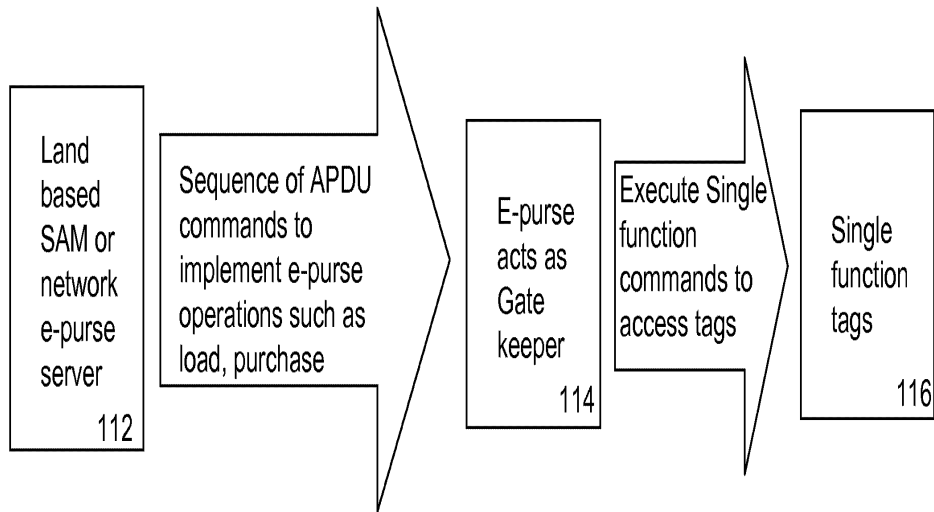 Land
based
SAM or
network
e-purse
server
112
Sequence of APDU
commands to
implement e-purse
operations such as
load, purchase
E-purse
acts as
Gate
keeper
114
Execute Single
function
commands to
access tags
Single
function
tags
116